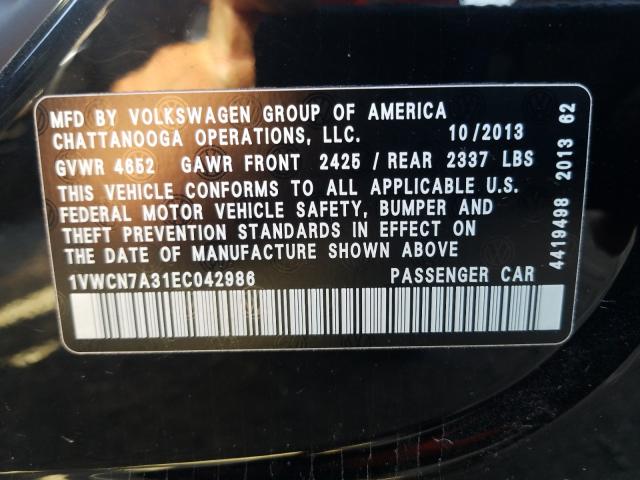 MFD BY VOLKSWAGEN GROUP OF AMERICA
CHATTANOOGA OPERATIONS, LLC. 10/2013
GVWR 4652 GAWR FRONT 2425/REAR 2337 LBS
THIS VEHICLE CONFORMS TO ALL APPLICABLE U.S.
FEDERAL MOTOR VEHICLE SAFETY, BUMPER AND
THEFT PREVENTION STANDARDS IN EFFECT ON
THE DATE OF MANUFACTURE SHOWN ABOVE
1VWCN7A31EC042986 PASSENGER CAR
4419498 2013 62